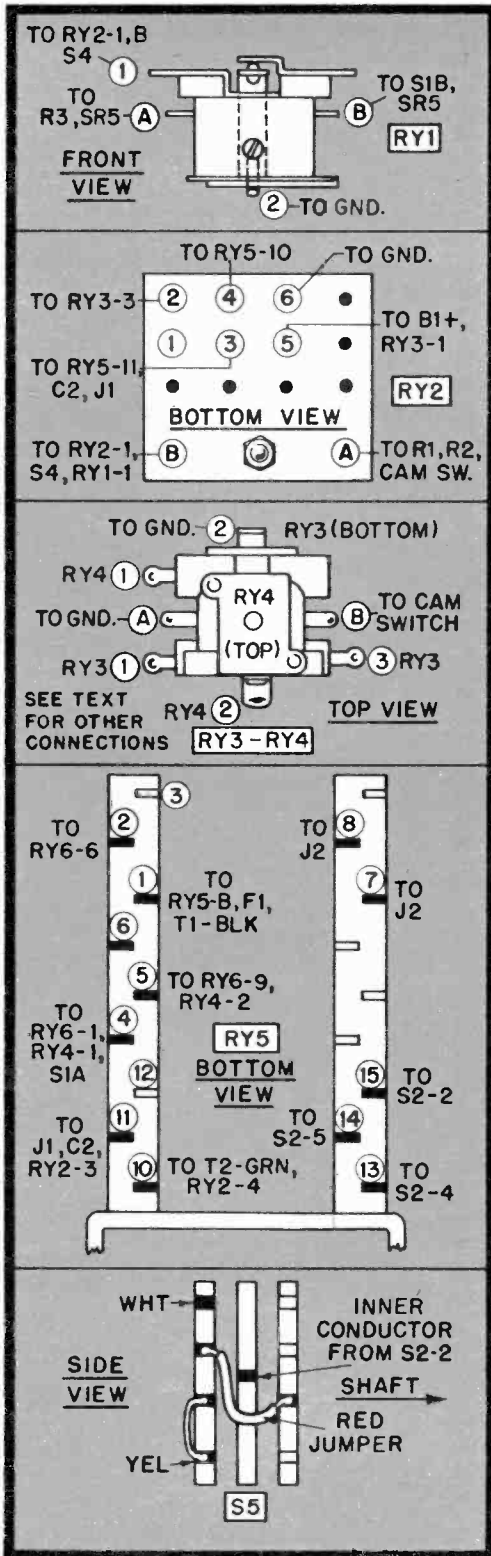 TO RY2-1,B
S4
1
TO
R3,SR5
A
B
TO S1B,
SR5
RY1
FRONT
VIEW
2
TO GND.
TO RY5-10
TO GND.
TO RY3-3
2
4
6
1
3
5
TO B1+,
RY3-1
TO RY5-11,
C2, J1
RY2
BOTTOM VIEW
TO RY2-1,
S4,RY1-1
B
A
TO R1, R2,
CAM SW.
TO GND.
2
RY3(BOTTOM)
RY4
1
RY4
(TOP)
TO GND.
A
B
TO CAM
SWITCH
RY3
1
3
RY3
SEE TEXT
FOR OTHER
CONNECTIONS
RY4
2
TOP VIEW
RY3-RY4
3
TO
RY6-6
2
TO
J2
8
1
TO
RY5-B,F1,
T1-BLK
7
TO
J2
6
5
TO RY6-9,
RY4-2
TO
RY6-1,
RY4-1,
S1A
4
RY5
BOTTOM
VIEW
12
15
TO
S2-2
TO
J1,C2,
RY2-3
11
TO
S2-5
14
10
TO T2-GRN,
RY2-4
13
TO
S2-4
WHT
INNER
CONDUCTOR
FROM S2-2
SIDE
VIEW
SHAFT
RED
JUMPER
YEL
S5